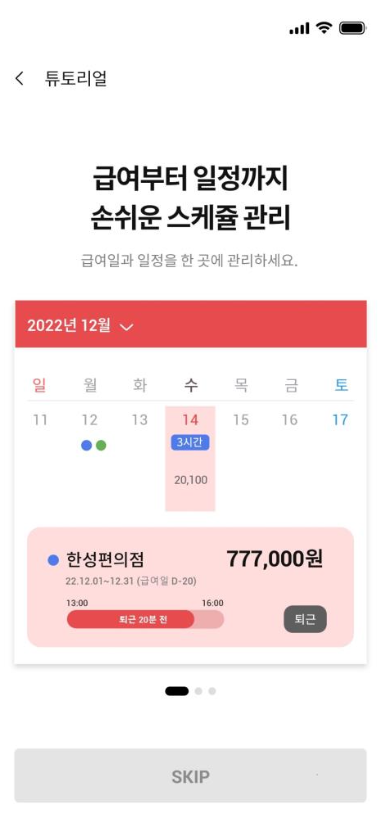 튜토리얼
급여부터 일정까지
손쉬운 스케쥴 관리
급여일과 일정을 한 곳에 관리하세요.
2022년 12월
일 월 화 수 목 금 토
11 12 13 14 15 16 17
3시간
20,100
한성편의점 777,000원
22.12.01~12.31 (급여일 D-20)
13:00 16:00
퇴근 20분 전 퇴근
SKIP